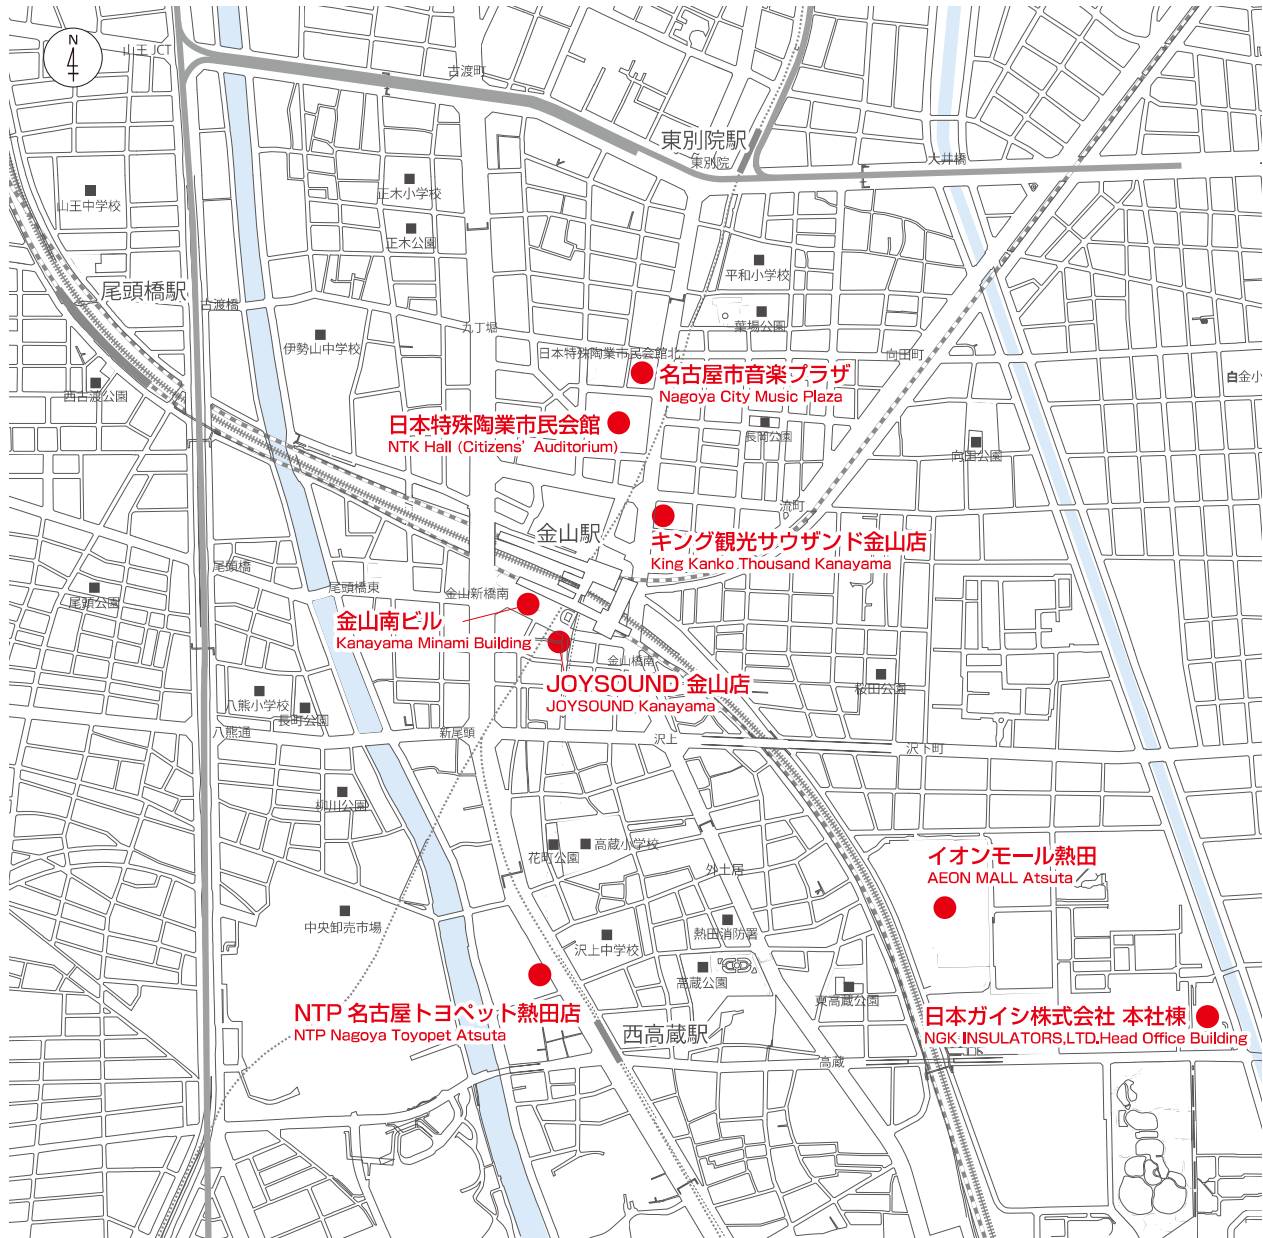 N
山王 JCT
古渡町
東別院駅
東別院
大井橋
山王中学校
正木小学校
正木公園
平和小学校
尾頭橋駅
古渡橋
葉場公園
九丁堀
伊勢山中学校
日本特殊陶業市民会館北
向田町
西古渡公園
名古屋市音楽プラザ
Nagoya City Music Plaza
白金小
日本特殊陶業市民会館
NTK Hall (Citizens' Auditorium)
長岡公園
向田公園
流町
金山駅
キング観光サウザンド金山店
King Kanko Thousand Kanayama
尾頭橋
尾頭橋東
金山新橋南
尾頭公園
金山南ビル
Kanayama Minami Building
金山橋南
JOYSOUND 金山店
JOYSOUND Kanayama
桜田公園
八熊小学校
長町公園
八熊通
新尾頭
沢上
沢下町
柳川公園
花町公園
高蔵小学校
外土居
イオンモール熱田
AEON MALL Atsuta
中央卸売市場
沢上中学校
熱田消防署
高蔵公園
東高蔵公園
NTP 名古屋トヨペット熱田店
NTP Nagoya Toyopet Atsuta
西高蔵駅
高蔵
日本ガイシ株式会社 本社棟
NGK INSULATORS,LTD.Head Office Building